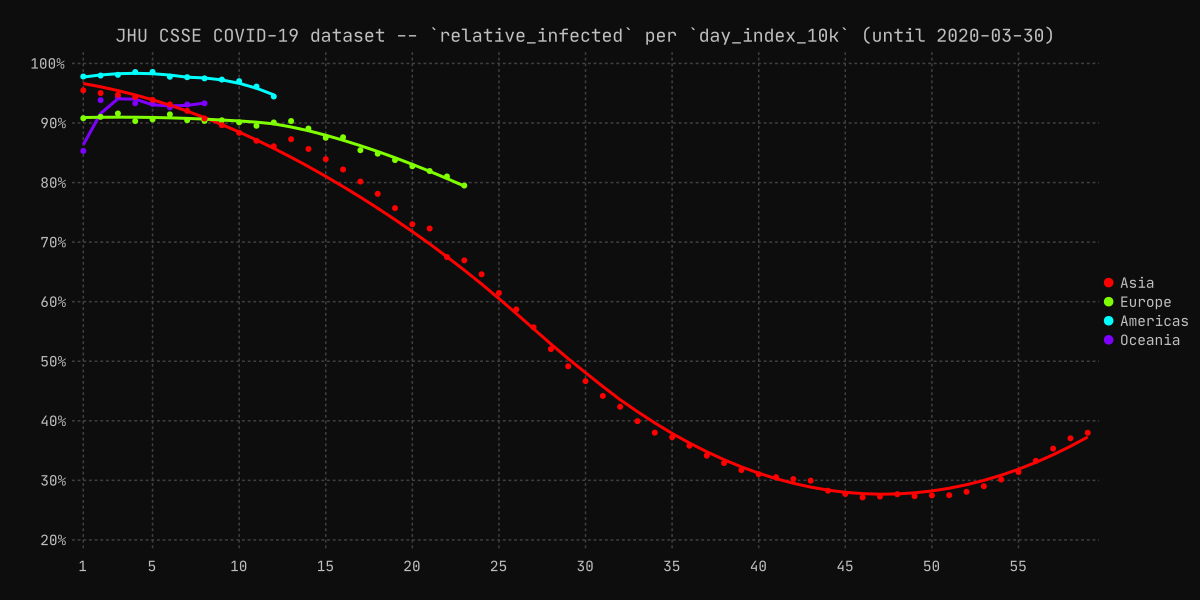 JHU CSSE COVID-19 dataset -- `relative_infected` per `day_index_10k` (until 2020-03-30)
100%
90%
80%
70%
60%
50%
40%
30%
20%
1 5 10 15 20 25 30 35 40 45 50 55
Asia
Europe
Americas
Oceania